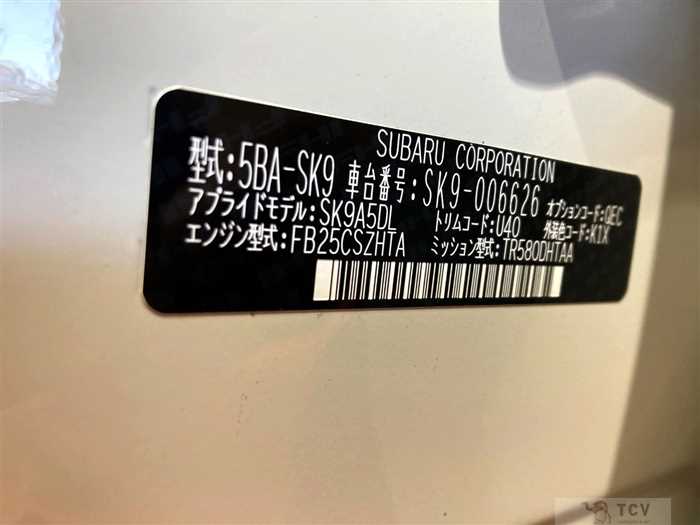 SUBARU CORPORATION
型式:5BA-SK9 車台番号:SK9-006626 オプションコード:QEC
アプライドモデル:SK9A5DL トリムコード:U40 外装色コード:K1X
エンジン型式:FB25CSZHTA ミッション型式:TR580DHTAA
TCV